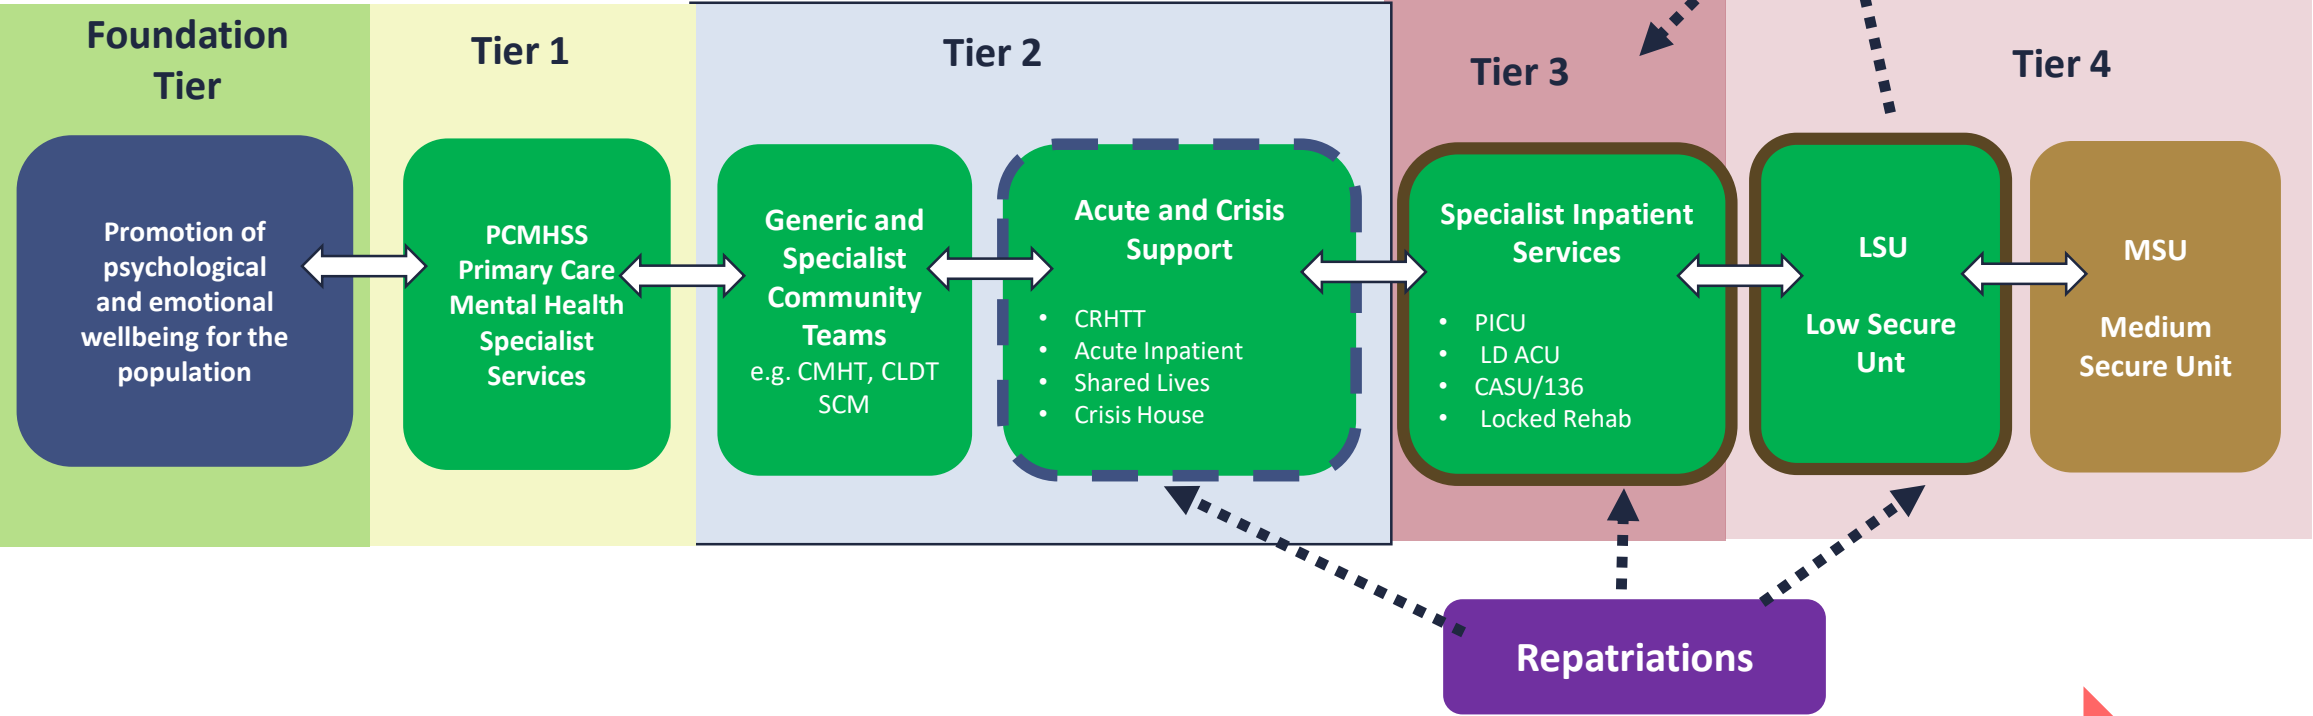 Foundation
Tier
Tier 1
Tier 2
Tier 3
Tier 4
Promotion of
psychological
and emotional
wellbeing for the
population
PCMHSS
Primary Care
Mental Health
Specialist
Services
Generic and
Specialist
Community
Teams
e.g. CMHT, CLDT
SCM
Acute and Crisis
Support
• CRHTT
• Acute Inpatient
• Shared Lives
• Crisis House
Specialist Inpatient
Services
• PICU
• LD ACU
• CASU/136
• Locked Rehab
LSU
Low Secure
Unt
MSU
Medium
Secure Unit
Repatriations